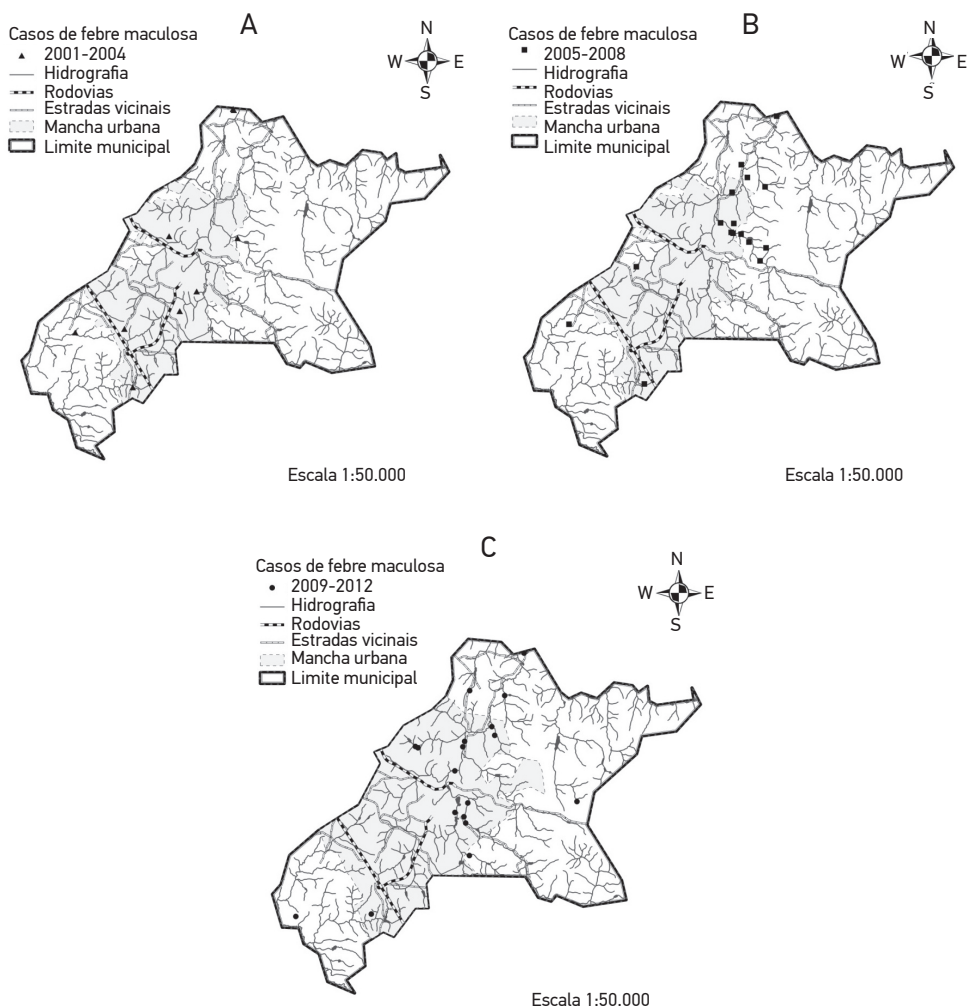 A
Casos de febre maculosa
2001-2004
Hidrografia
Rodovias
Estradas vicinais
Mancha urbana
Limite municipal
N
W E
S
Escala 1:50.000
B
Casos de febre maculosa
2005-2008
Hidrografia
Rodovias
Estradas vicinais
Mancha urbana
Limite municipal
N
W E
S
Escala 1:50.000
C
Casos de febre maculosa
2009-2012
Hidrografia
Rodovias
Estradas vicinais
Mancha urbana
Limite municipal
N
W E
S
Escala 1:50.000